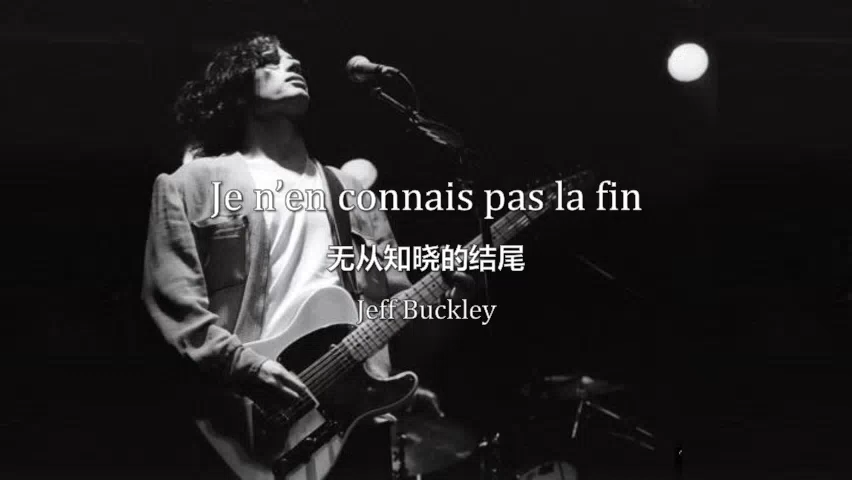 Je n’en connais pas la fin
无从知晓的结尾
Jeff Buckley